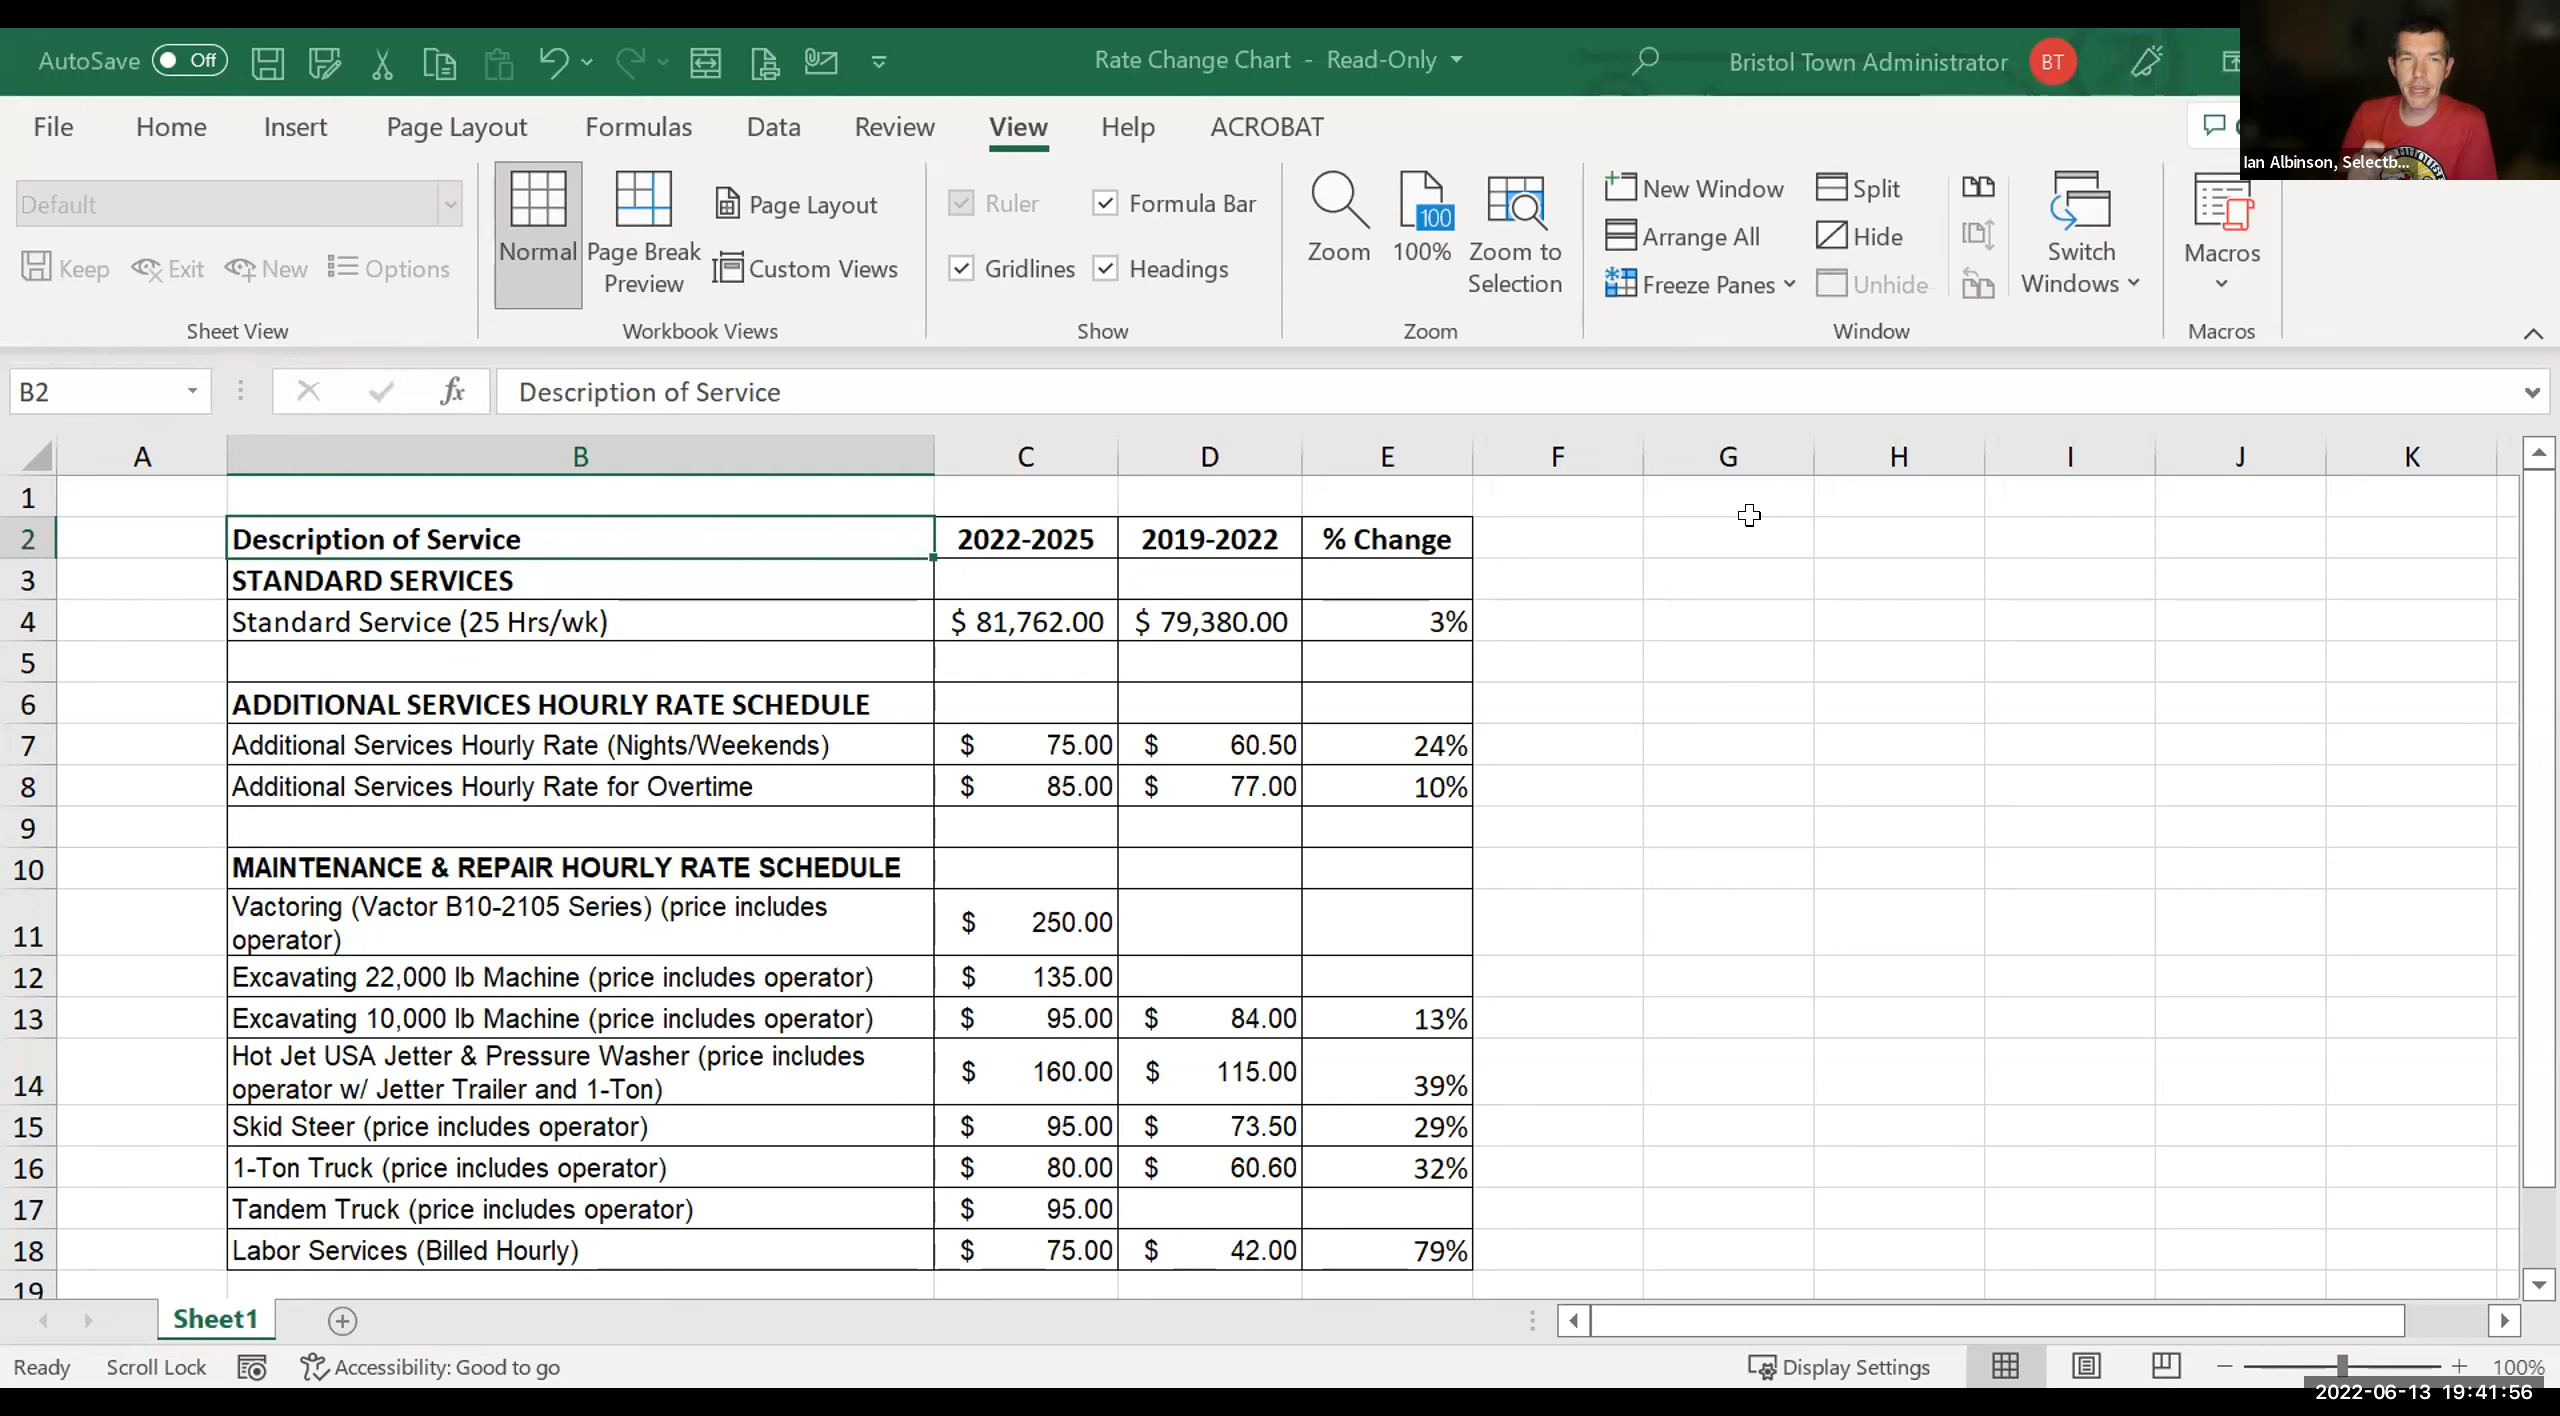 AutoSave Off Rate Change Chart - Read-Only Bristol Town Administrator BT
File Home Insert Page Layout Formulas Data Review View Help ACROBAT
Ian Albinson, Selectb...
Default
Keep Exit New Options
Sheet View
Normal
Page Break Preview
Page Layout
Custom Views
Workbook Views
Ruler Formula Bar
Gridlines Headings
Show
Zoom
100
100%
Zoom to Selection
Zoom
New Window Split
Arrange All Hide
Freeze Panes Unhide
Switch Windows
Window
Macros
Macros
B2 fx Description of Service
A B C D E F G H I J K
1
2 Description of Service 2022-2025 2019-2022 % Change
3 STANDARD SERVICES
4 Standard Service (25 Hrs/wk) $ 81,762.00 $ 79,380.00 3%
5
6 ADDITIONAL SERVICES HOURLY RATE SCHEDULE
7 Additional Services Hourly Rate (Nights/Weekends) $ 75.00 $ 60.50 24%
8 Additional Services Hourly Rate for Overtime $ 85.00 $ 77.00 10%
9
10 MAINTENANCE & REPAIR HOURLY RATE SCHEDULE
Vactoring (Vactor B10-2105 Series) (price includes
11 operator) $ 250.00
12 Excavating 22,000 lb Machine (price includes operator) $ 135.00
13 Excavating 10,000 lb Machine (price includes operator) $ 95.00 $ 84.00 13%
Hot Jet USA Jetter & Pressure Washer (price includes
14 operator w/ Jetter Trailer and 1-Ton) $ 160.00 $ 115.00 39%
15 Skid Steer (price includes operator) $ 95.00 $ 73.50 29%
16 1-Ton Truck (price includes operator) $ 80.00 $ 60.60 32%
17 Tandem Truck (price includes operator) $ 95.00
18 Labor Services (Billed Hourly) $ 75.00 $ 42.00 79%
19
Sheet1
Ready Scroll Lock Accessibility: Good to go Display Settings 100%
2022-06-13 19:41:56